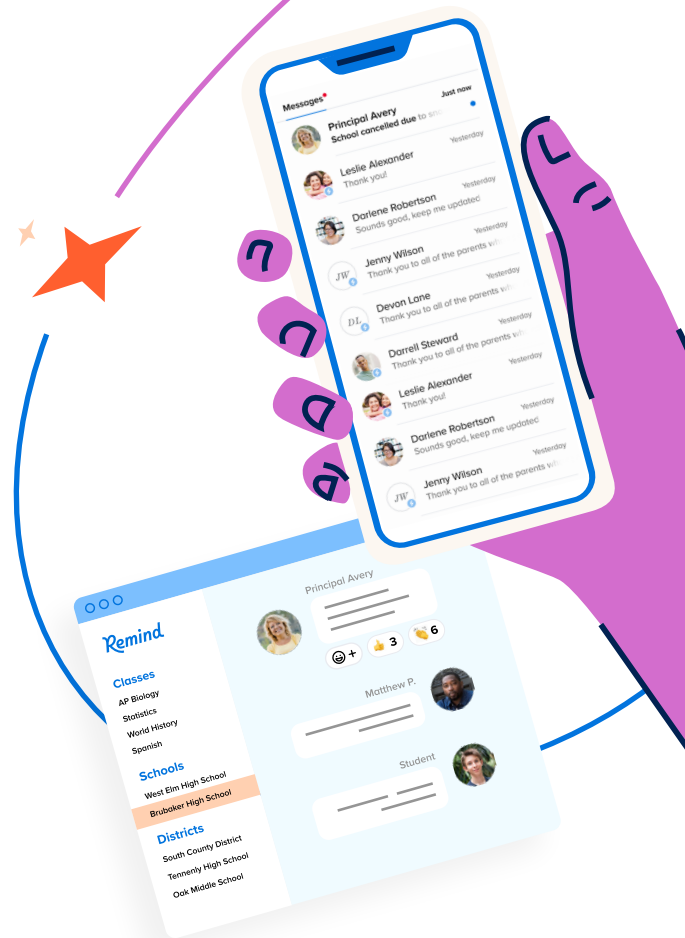 Messages
Principal Avery
Just now
School cancelled due to
Leslie Alexander
Yesterday
Thank you!
Darlene Robertson
Yesterday
Sounds good, keep me updated
JW
Jenny Wilson
Yesterday
Thank you to all of the parents
DL
Devon Lane
Yesterday
Thank you to all of the parents
Darrell Steward
Yesterday
Thank you to all of the parents
Leslie Alexander
Yesterday
Thank you!
Darlene Robertson
Yesterday
Sounds good, keep me updated
JW
Jenny Wilson
Yesterday
Thank you to all of the parents
Remind
Classes
AP Biology
Statistics
World History
Spanish
Schools
West Elm High School
Brubaker High School
Districts
South County District
Tennenly High School
Oak Middle School
Principal Avery
+
3
6
Matthew P.
Student